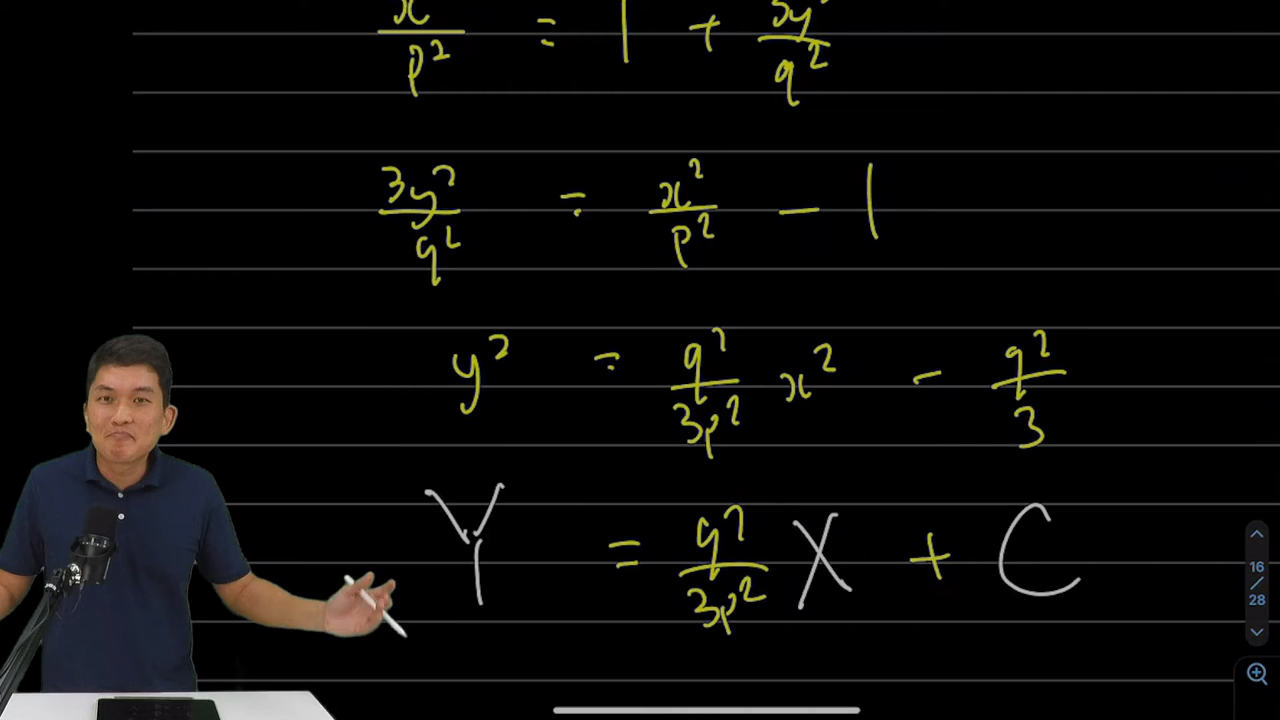 x/p² = 1 + 3y²/q²
3y²/q² = x²/p² - 1
y² = q²/3p² x² - q²/3
Y = q²/3p² X + C
16
/
28